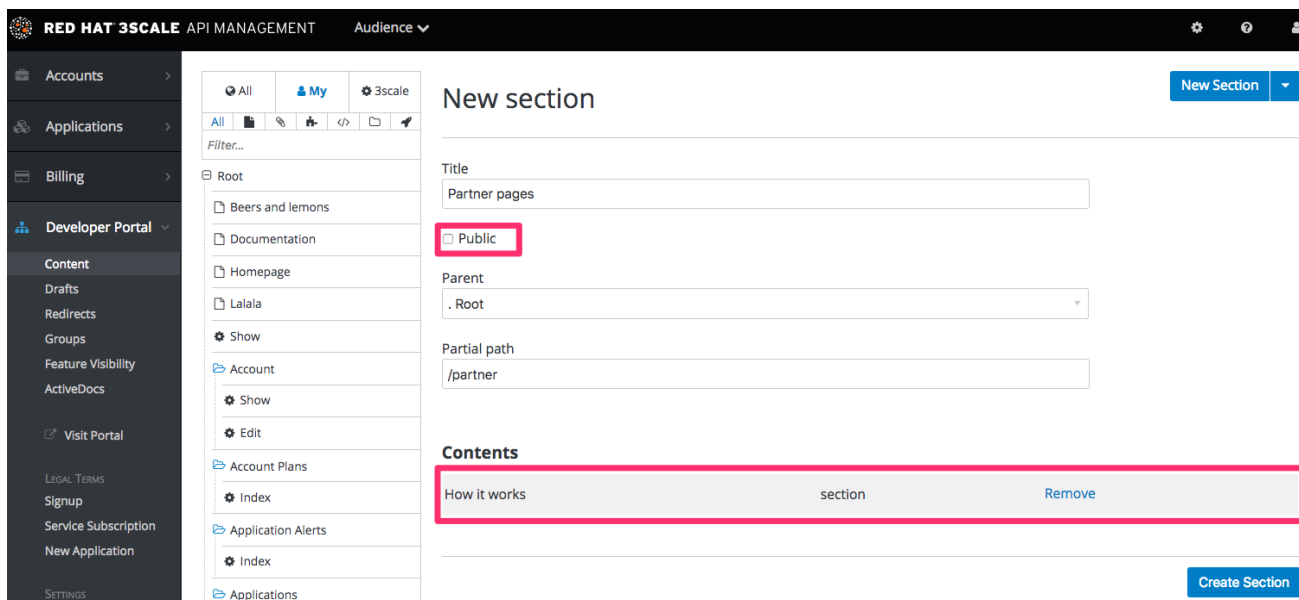 RED HAT 3SCALE API MANAGEMENT
Audience
Accounts
Applications
Billing
Developer Portal
Content
Drafts
Redirects
Groups
Feature Visibility
ActiveDocs
Visit Portal
LEGAL TERMS
Signup
Service Subscription
New Application
SETTINGS
All My 3scale
All
Filter...
Root
Beers and lemons
Documentation
Homepage
Lalala
Show
Account
Show
Edit
Account Plans
Index
Application Alerts
Index
Applications
New section
New Section
Title
Partner pages
Public
Parent
. Root
Partial path
/partner
Contents
How it works section Remove
Create Section